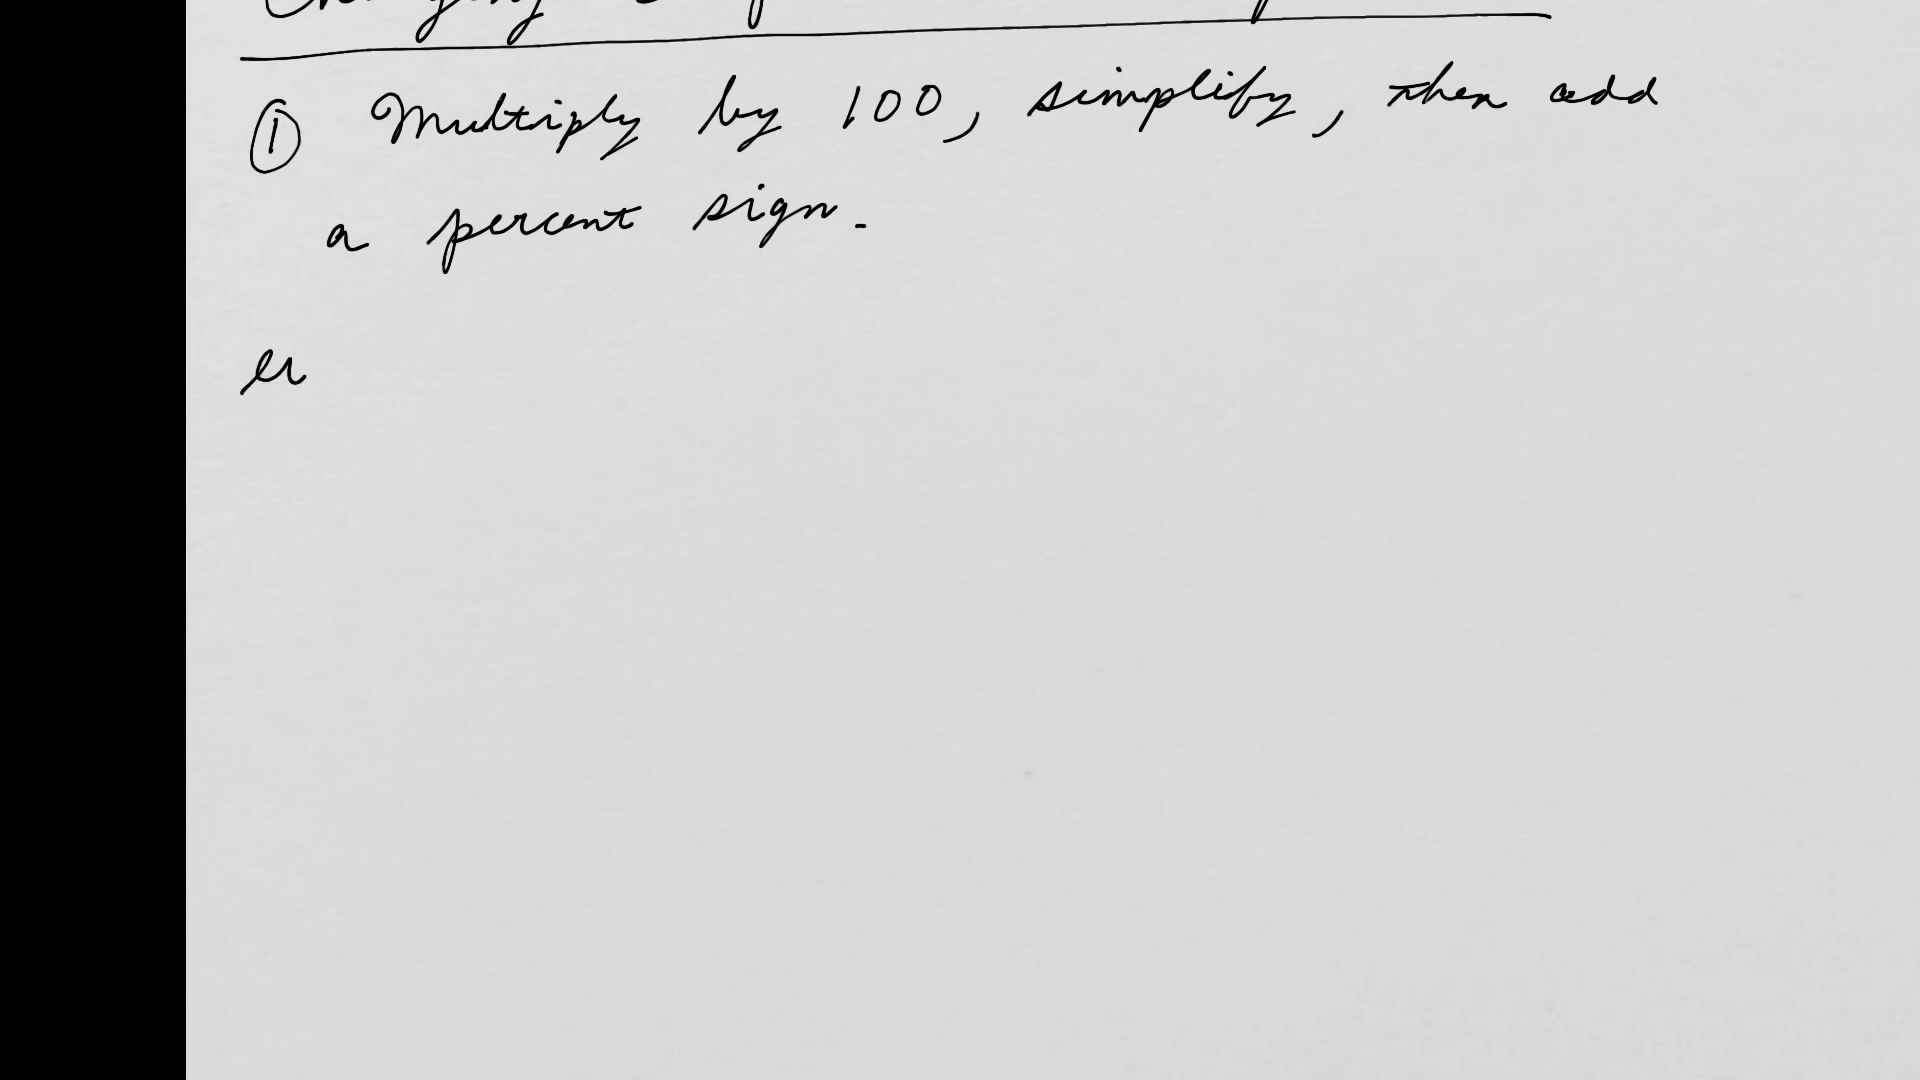 ① Multiply by 100, simplify, then add
a percent sign.